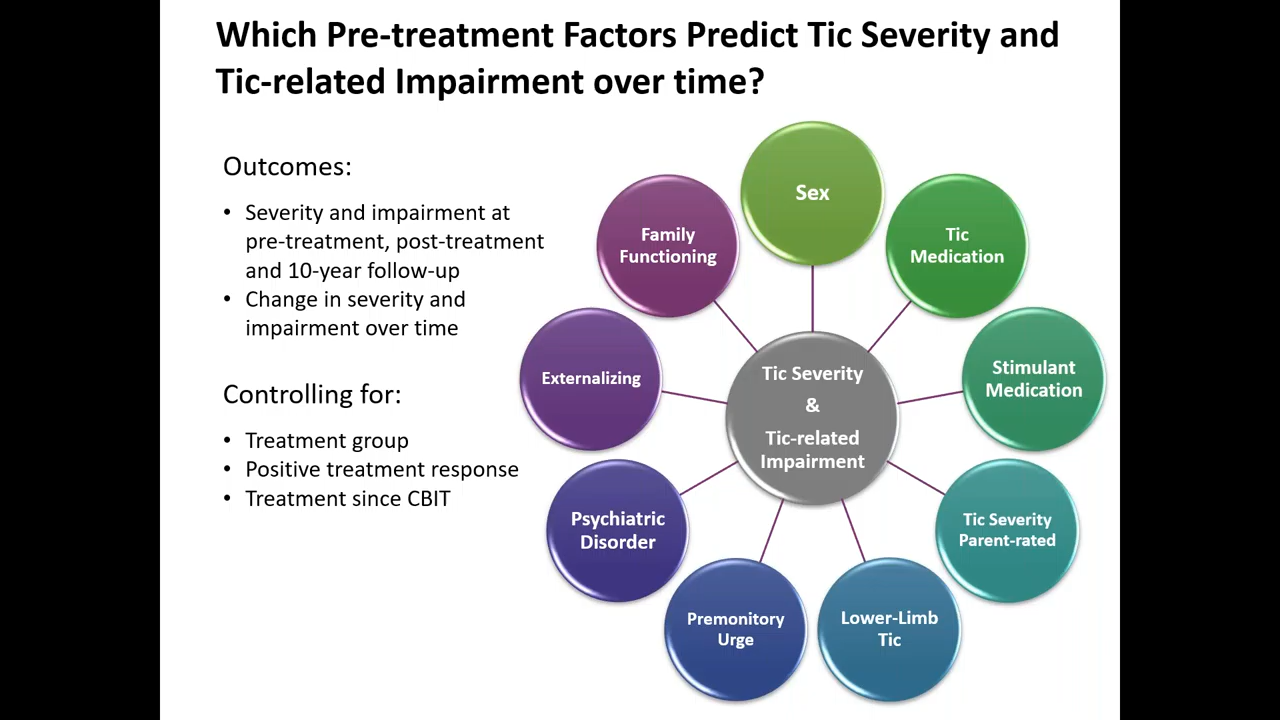 Which Pre-treatment Factors Predict Tic Severity and
Tic-related Impairment over time?
Outcomes:
• Severity and impairment at
pre-treatment, post-treatment
and 10-year follow-up
• Change in severity and
impairment over time
Controlling for:
• Treatment group
• Positive treatment response
• Treatment since CBIT
Sex
Tic
Medication
Stimulant
Medication
Tic Severity
Parent-rated
Lower-Limb
Tic
Premonitory
Urge
Psychiatric
Disorder
Externalizing
Family
Functioning
Tic Severity
&
Tic-related
Impairment